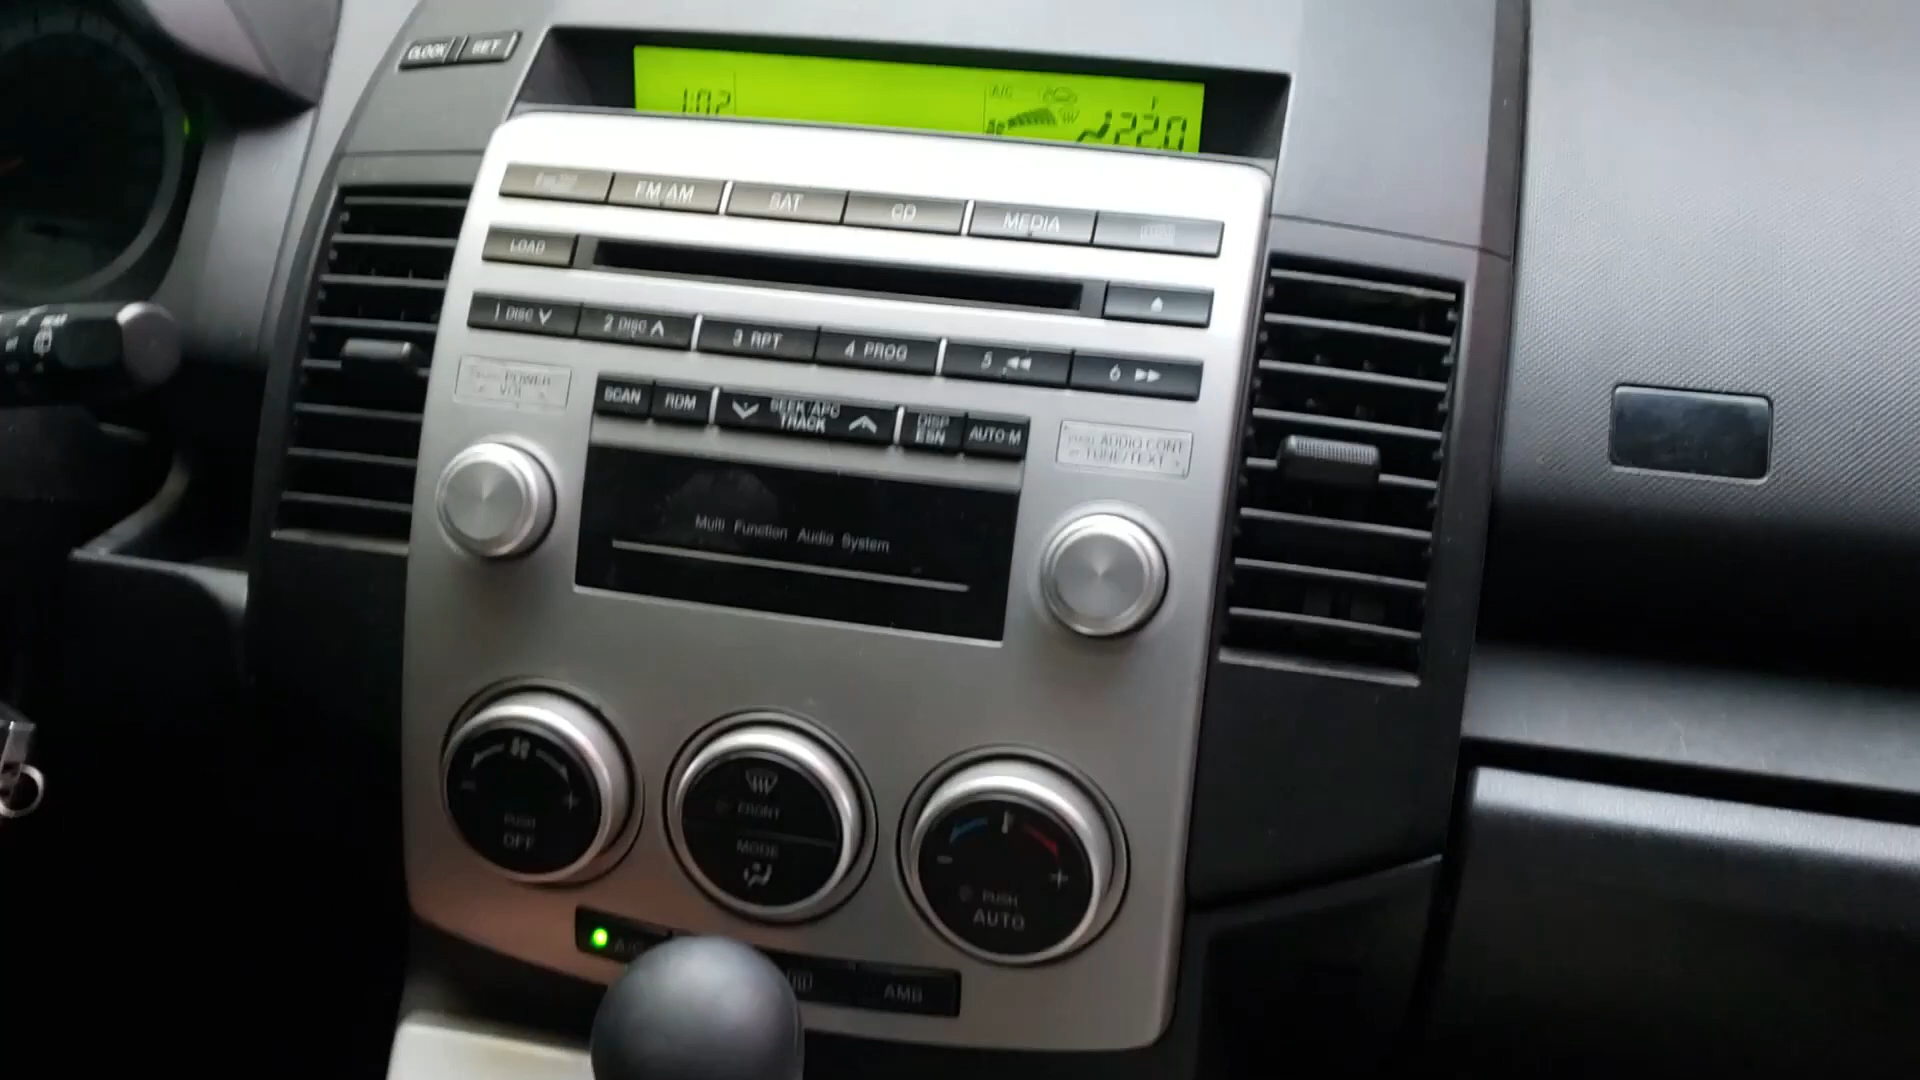 CLOCK SET
1:02 A/C 22.0
FM/AM SAT CD MEDIA
LOAD
1 DISC 2 DISC 3 RPT 4 PROG 5 6
SCAN RDM SEEK/APC DISP AUTO-M
TRACK ESN
POWER
VOL
AUDIO CONT
TUNE/TEXT
Multi Function Audio System
FRONT
MODE
PUSH
OFF
PUSH
AUTO
A/C AMB